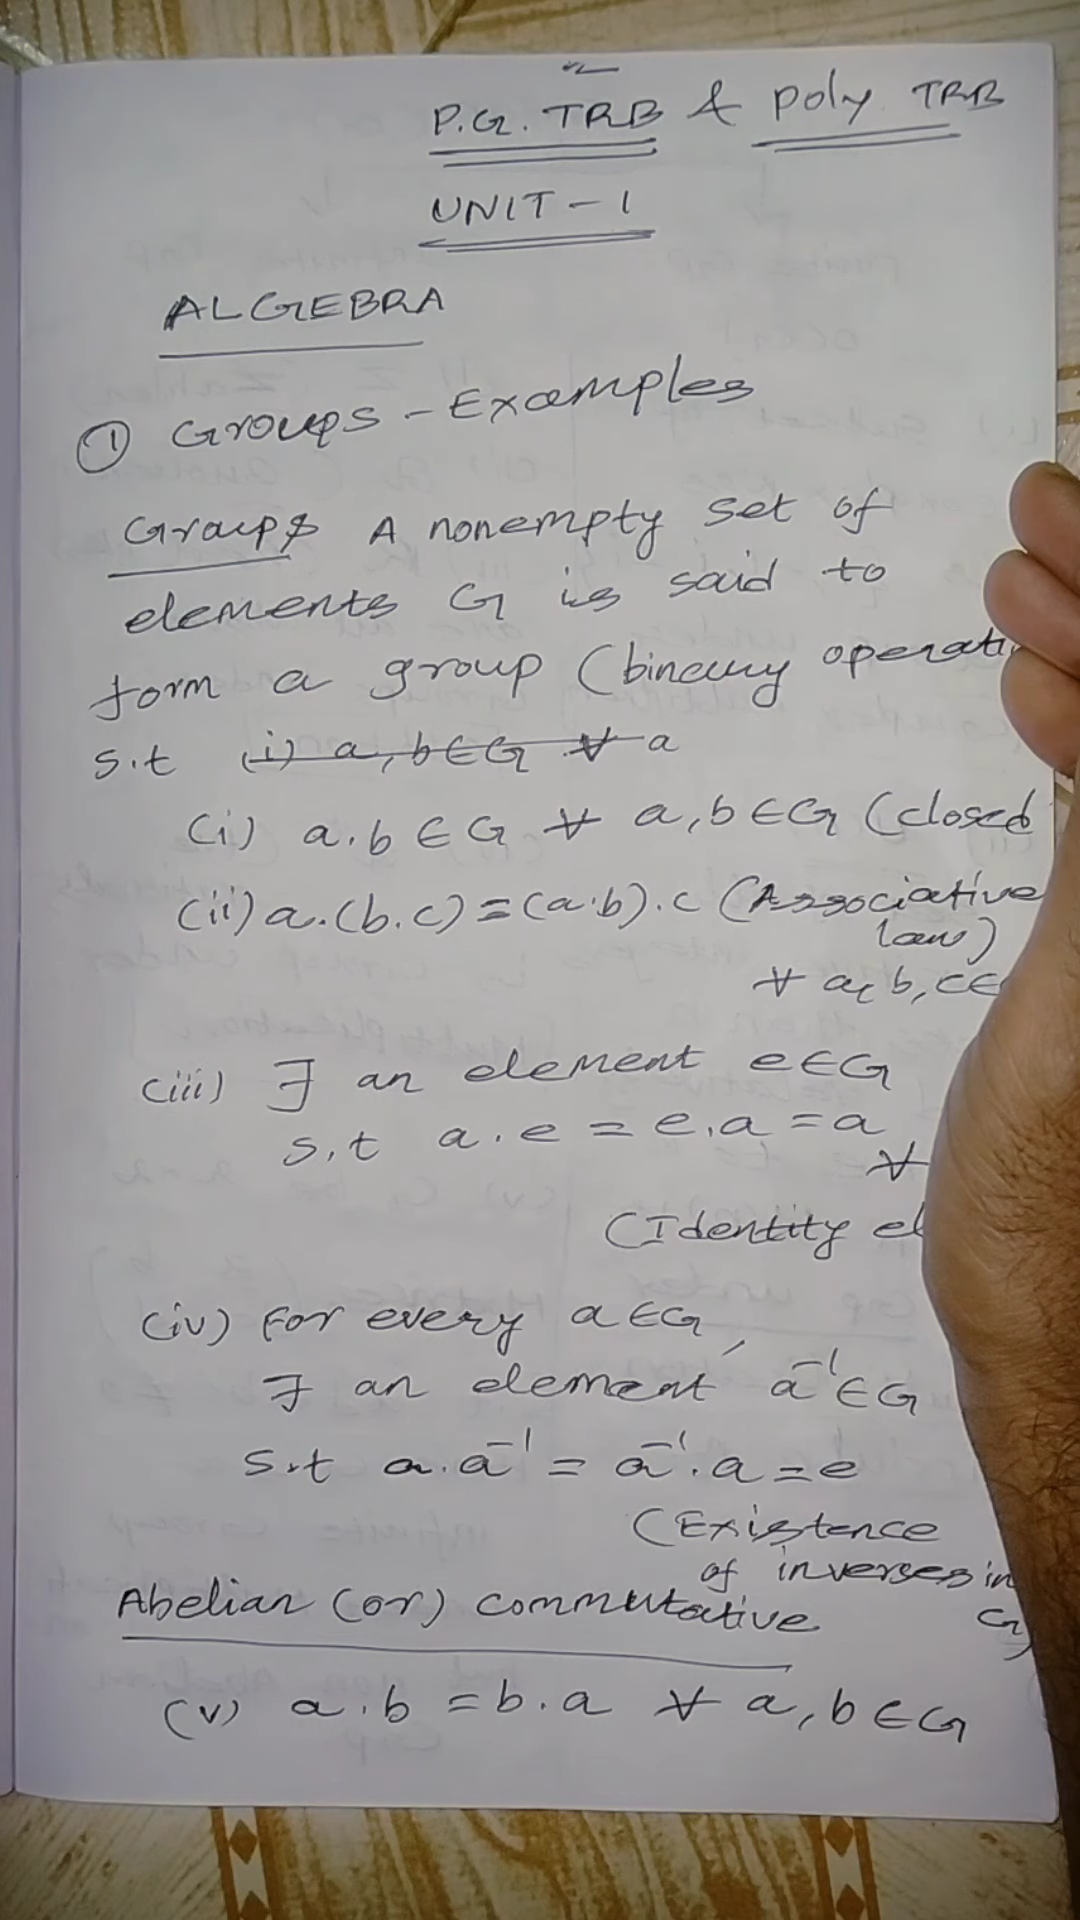 P.G. TRB & Poly TRB
UNIT - 1
ALGEBRA
① Groups - Examples
Groups A nonempty set of
elements G is said to
form a group (binary operati
s.t (i) a, b∈G ∀ a
(i) a.b ∈ G ∀ a,b ∈ G (closed
(ii) a.(b.c) = (a.b).c (Associative
law)
∀ a, b, c∈
(iii) ∃ an element e∈G
s.t a.e = e.a = a
∀
(Identity el
(iv) For every a∈G,
∃ an element a⁻¹∈G
s.t a.a⁻¹ = a⁻¹.a = e
(Existence
of inverses in
G)
Abelian (or) commutative
(v) a.b = b.a ∀ a, b ∈ G